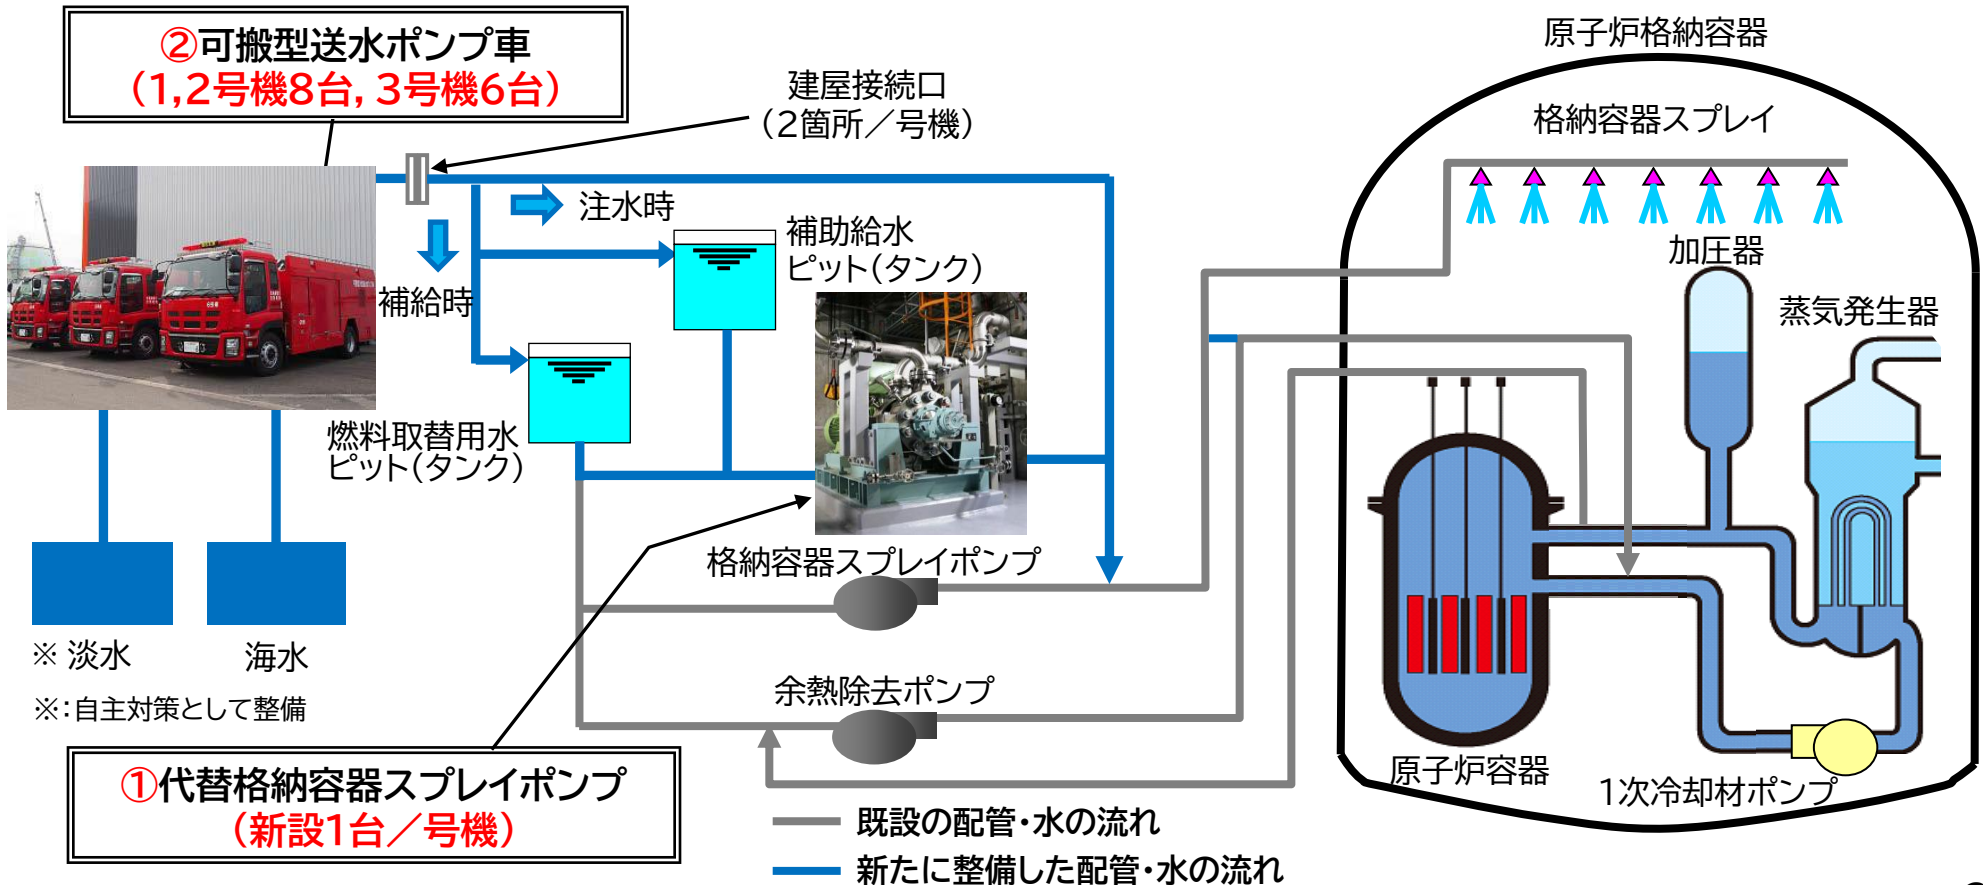 ②可搬型送水ポンプ車
(1,2号機8台, 3号機6台)
建屋接続口
(2箇所／号機)
原子炉格納容器
格納容器スプレイ
注水時
補給時
補助給水
ピット(タンク)
加圧器
蒸気発生器
燃料取替用水
ピット(タンク)
格納容器スプレイポンプ
※ 淡水
海水
※:自主対策として整備
余熱除去ポンプ
原子炉容器
1次冷却材ポンプ
①代替格納容器スプレイポンプ
(新設1台／号機)
既設の配管・水の流れ
新たに整備した配管・水の流れ